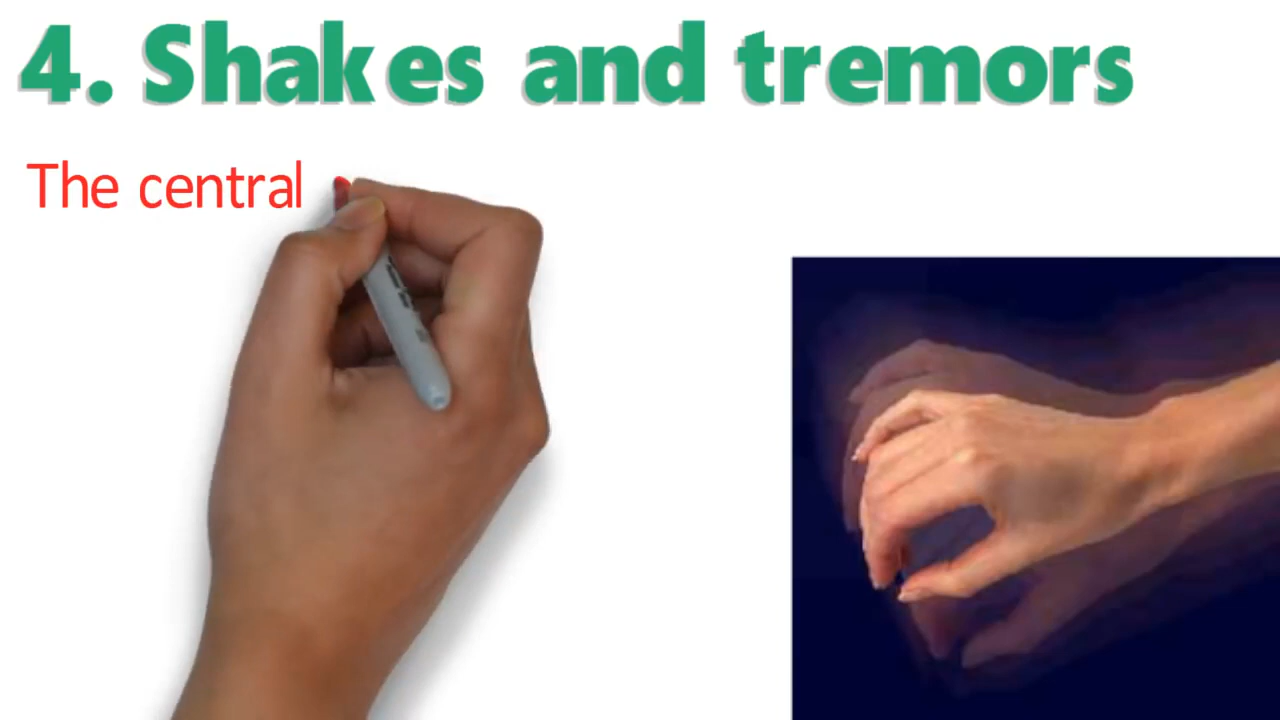 4. Shakes and tremors
The central